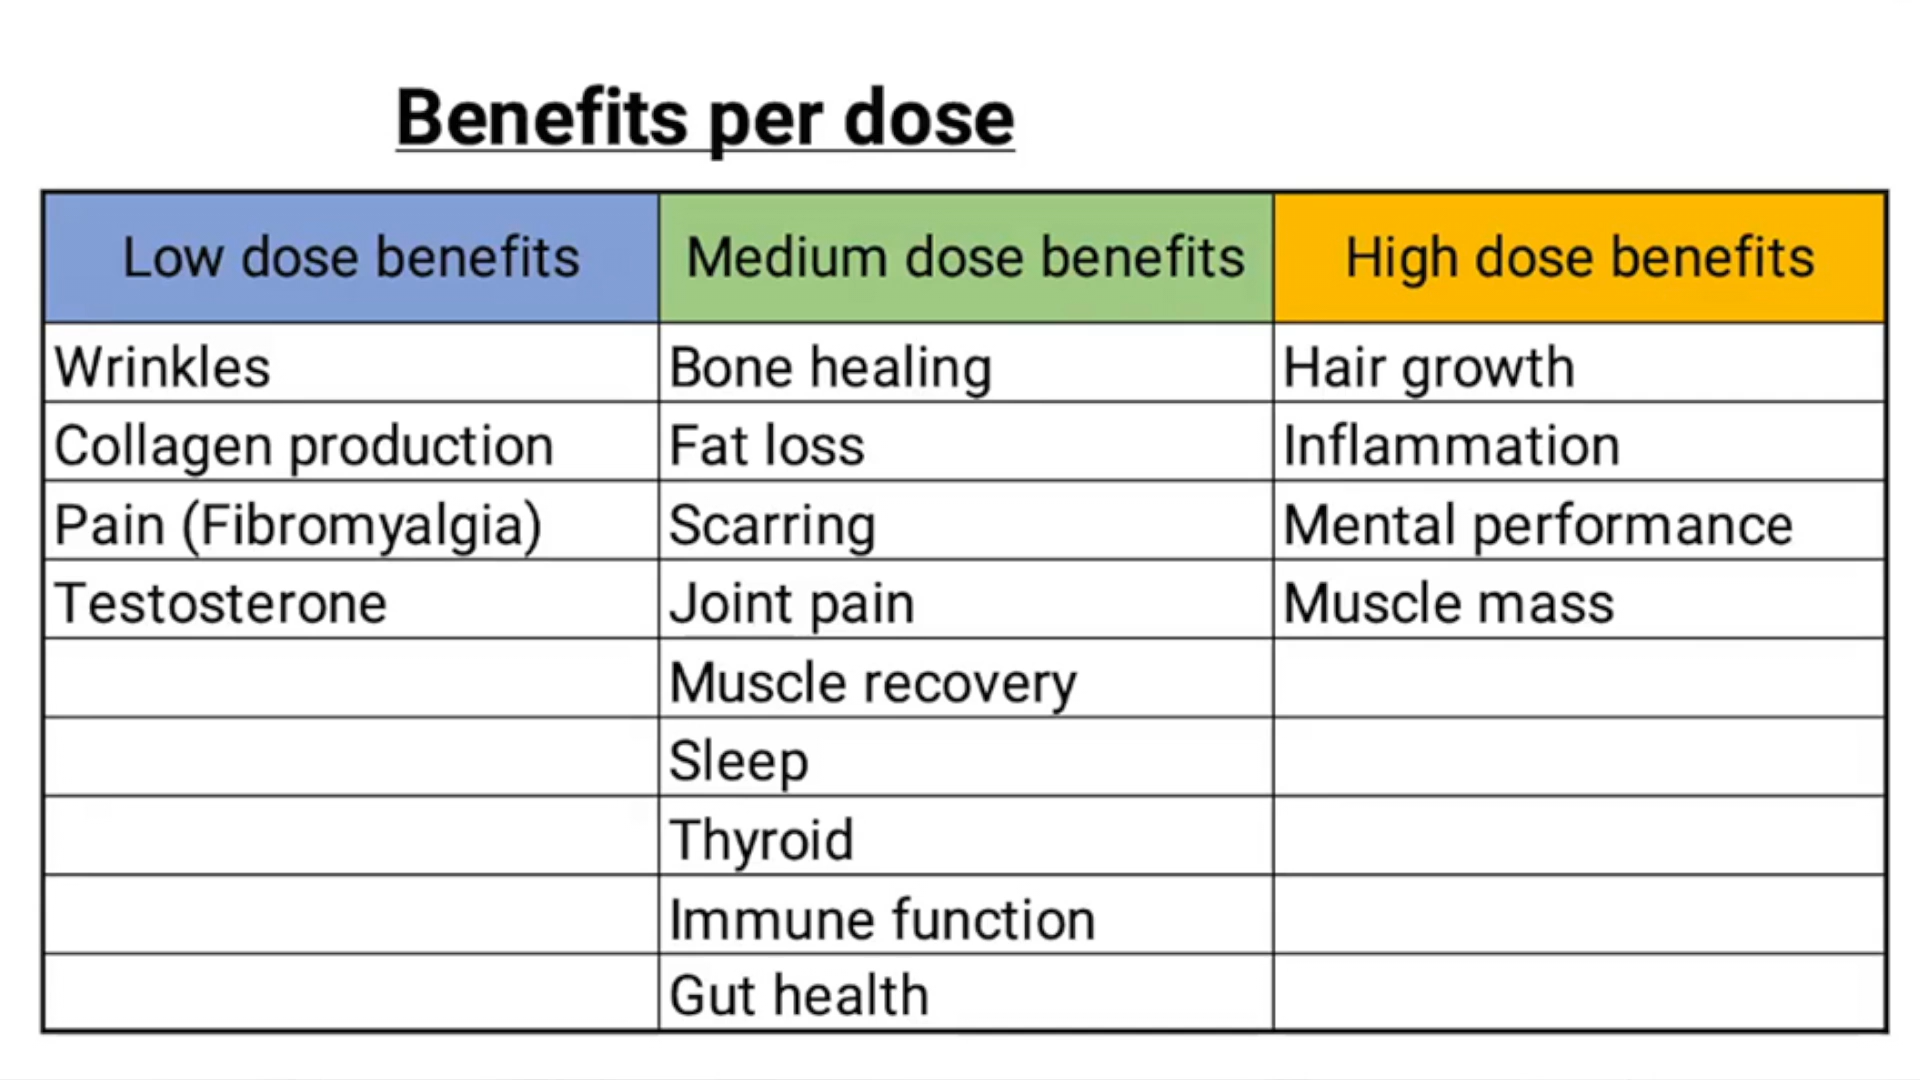 Benefits per dose
Low dose benefits Medium dose benefits High dose benefits
Wrinkles Bone healing Hair growth
Collagen production Fat loss Inflammation
Pain (Fibromyalgia) Scarring Mental performance
Testosterone Joint pain Muscle mass
Muscle recovery
Sleep
Thyroid
Immune function
Gut health